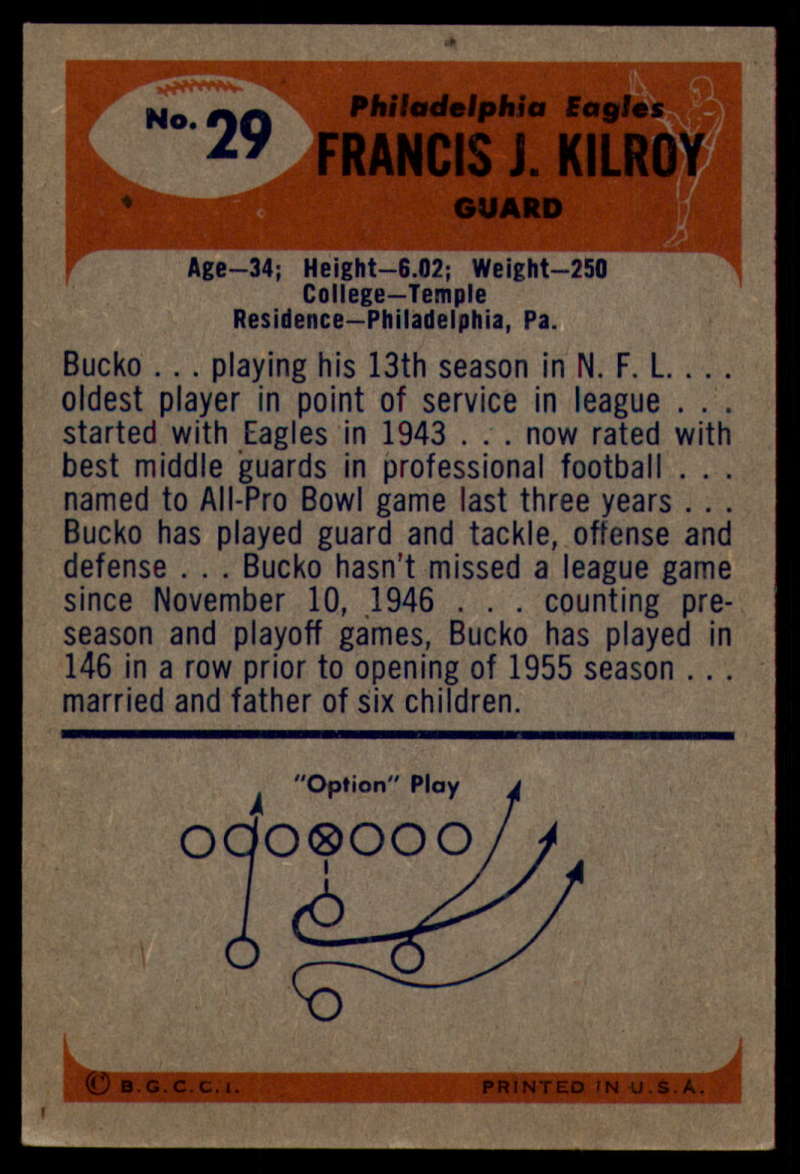 No. 29
Philadelphia Eagles
FRANCIS J. KILROY
GUARD
Age—34; Height—6.02; Weight—250
College—Temple
Residence—Philadelphia, Pa.
Bucko . . . playing his 13th season in N. F. L. . . .
oldest player in point of service in league . . .
started with Eagles in 1943 . . . now rated with
best middle guards in professional football . . .
named to All-Pro Bowl game last three years . . .
Bucko has played guard and tackle, offense and
defense . . . Bucko hasn't missed a league game
since November 10, 1946 . . . counting pre-
season and playoff games, Bucko has played in
146 in a row prior to opening of 1955 season . . .
married and father of six children.
"Option" Play
© B.G.C.C.I. PRINTED IN U.S.A.